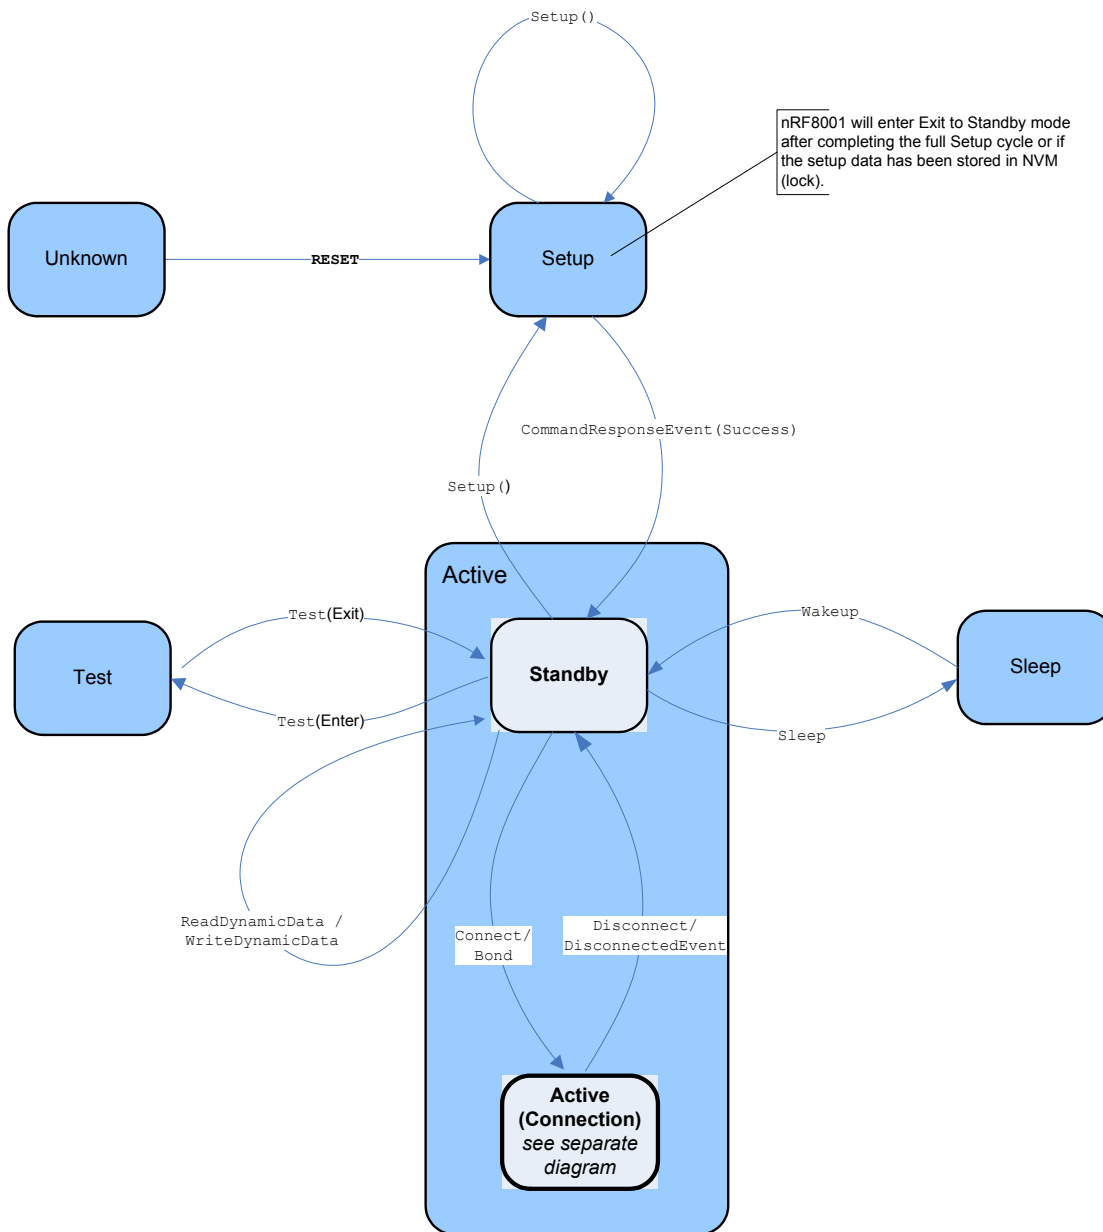 Setup()
nRF8001 will enter Exit to Standby mode
after completing the full Setup cycle or if
the setup data has been stored in NVM
(lock).
Unknown
RESET
Setup
CommandResponseEvent(Success)
Setup()
Active
Test(Exit)
Wakeup
Test
Standby
Sleep
Test(Enter)
Sleep
ReadDynamicData /
WriteDynamicData
Connect/
Bond
Disconnect/
DisconnectedEvent
Active
(Connection)
see separate
diagram